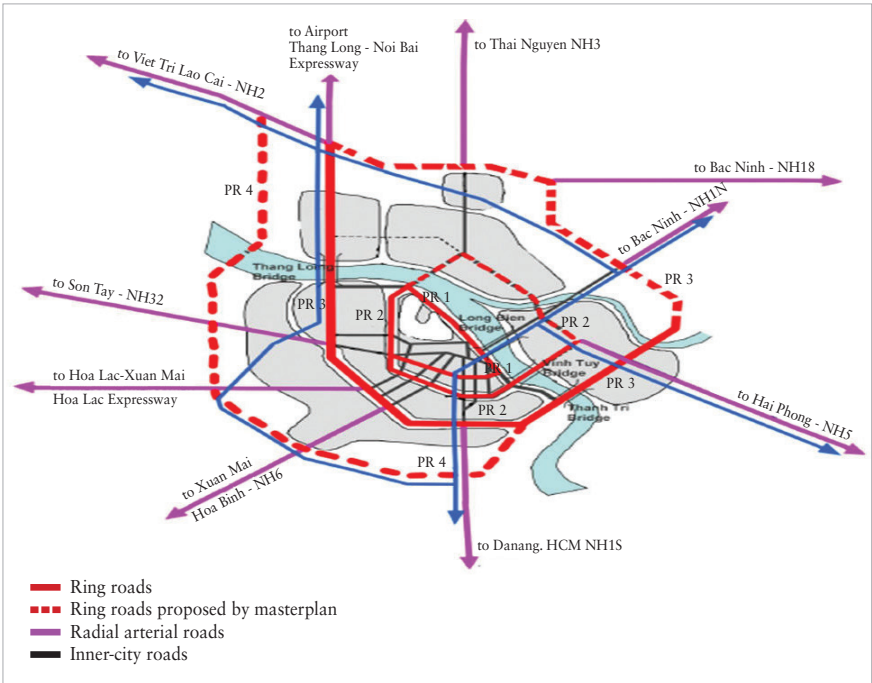 to Airport
Thang Long - Noi Bai
Expressway
to Thai Nguyen NH3
to Viet Tri Lao Cai - NH2
to Bac Ninh - NH18
PR 4
to Bac Ninh - NH1N
Thang Long
Bridge
PR 3
to Son Tay - NH32
PR 3
PR 1
PR 2
Long Bien
Bridge
PR 2
PR 1
Vinh Tuy
Bridge
PR 3
to Hoa Lac-Xuan Mai
Hoa Lac Expressway
PR 2
Thanh Tri
Bridge
to Hai Phong - NH5
PR 4
to Xuan Mai
Hoa Binh - NH6
to Danang. HCM NH1S
Ring roads
Ring roads proposed by masterplan
Radial arterial roads
Inner-city roads